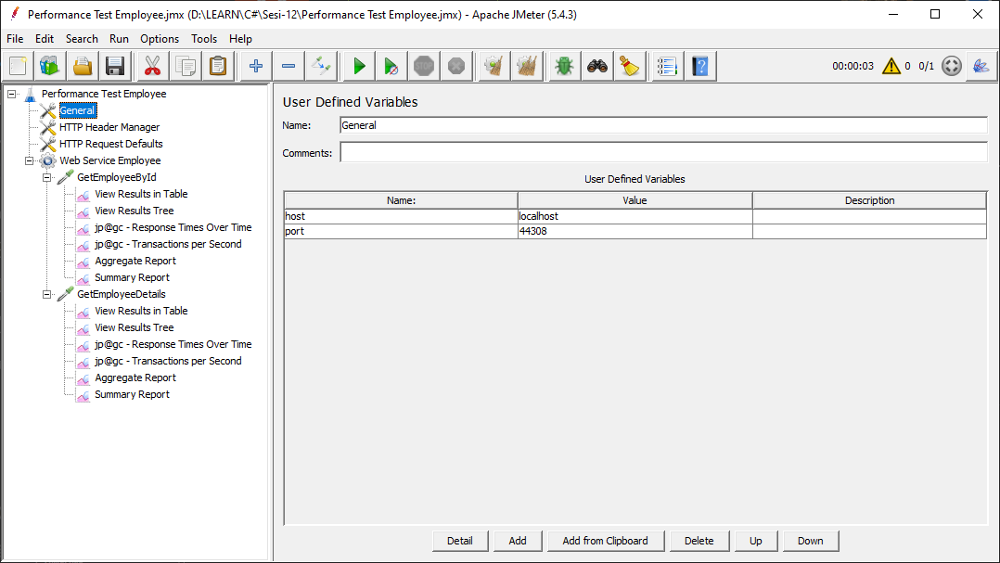 Performance Test Employee.jmx (D:\LEARN\C#\Sesi-12\Performance Test Employee.jmx) - Apache JMeter (5.4.3)
File Edit Search Run Options Tools Help
STOP
00:00:03 0 0/1
Performance Test Employee
General
HTTP Header Manager
HTTP Request Defaults
Web Service Employee
GetEmployeeById
View Results in Table
View Results Tree
jp@gc - Response Times Over Time
jp@gc - Transactions per Second
Aggregate Report
Summary Report
GetEmployeeDetails
View Results in Table
View Results Tree
jp@gc - Response Times Over Time
jp@gc - Transactions per Second
Aggregate Report
Summary Report
User Defined Variables
Name: General
Comments:
User Defined Variables
Name: Value Description
host localhost
port 44308
Detail Add Add from Clipboard Delete Up Down